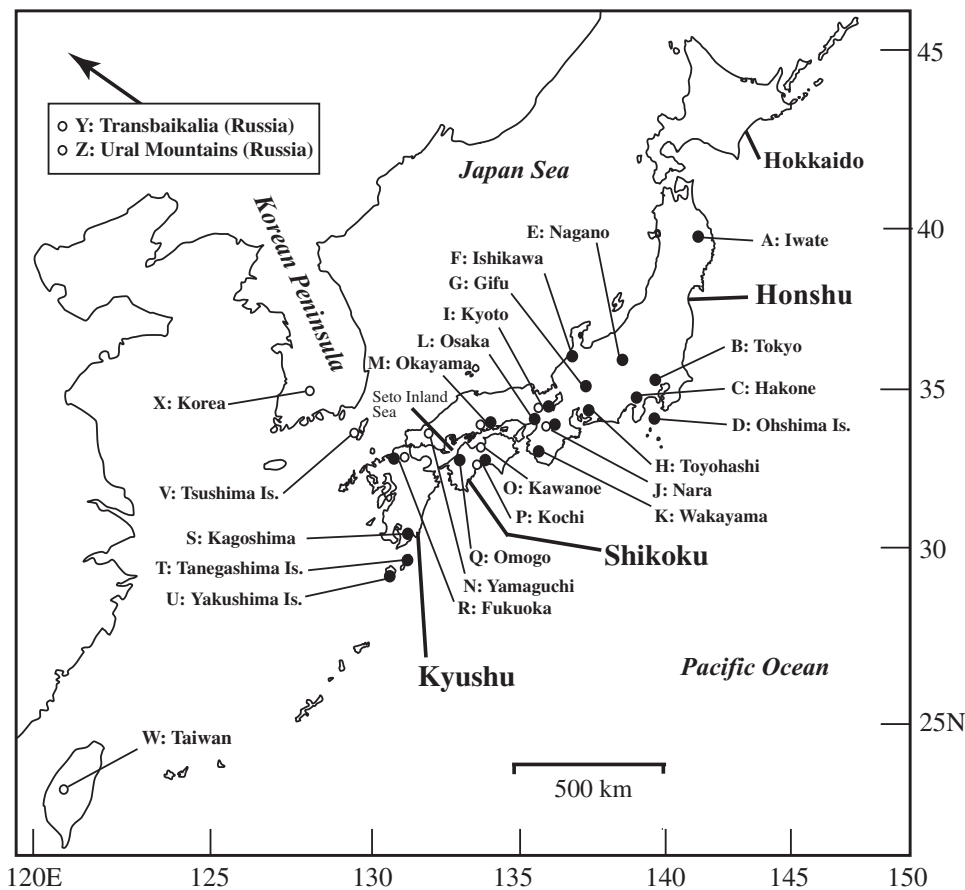 45
Y: Transbaikalia (Russia)
Z: Ural Mountains (Russia)
Japan Sea
Hokkaido
Korean Peninsula
40
E: Nagano
A: Iwate
F: Ishikawa
G: Gifu
Honshu
I: Kyoto
L: Osaka
B: Tokyo
M: Okayama
35
X: Korea
Seto Inland
Sea
C: Hakone
D: Ohshima Is.
H: Toyohashi
V: Tsushima Is.
O: Kawanoe
J: Nara
P: Kochi
K: Wakayama
S: Kagoshima
30
Q: Omogo
Shikoku
T: Tanegashima Is.
N: Yamaguchi
U: Yakushima Is.
R: Fukuoka
Kyushu
Pacific Ocean
25N
W: Taiwan
500 km
120E
125
130
135
140
145
150